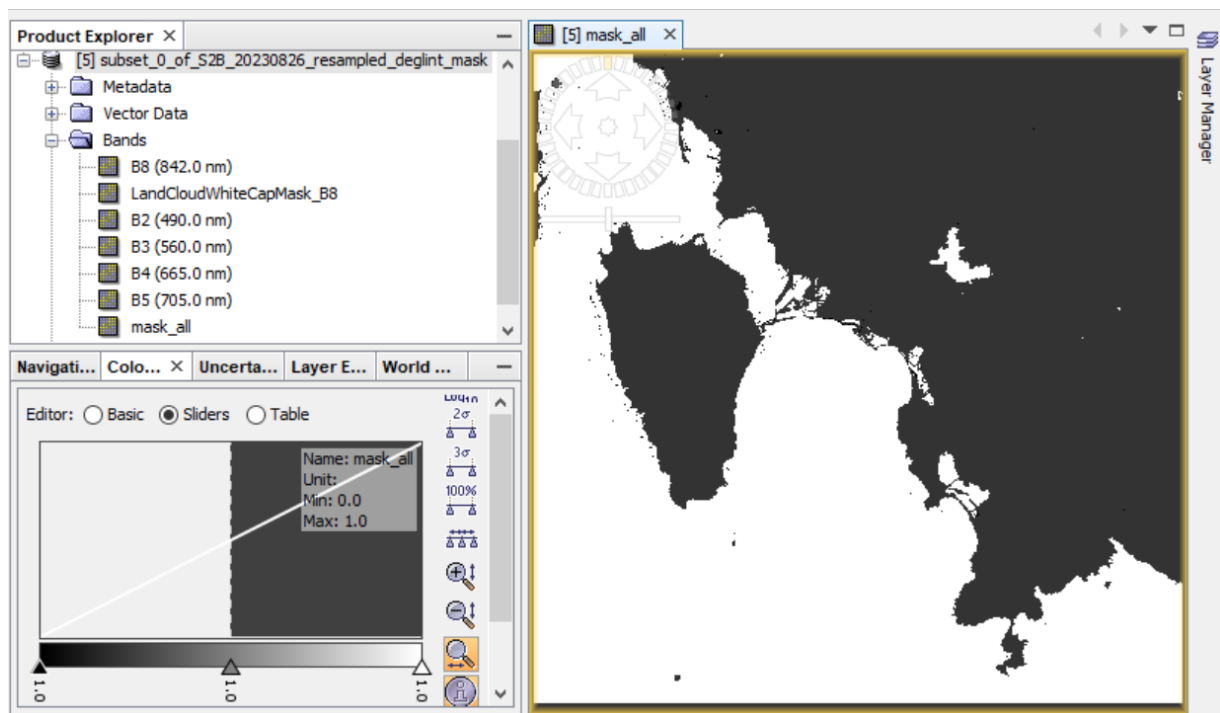 Product Explorer
[5] subset_0_of_S2B_20230826_resampled_deglint_mask
Metadata
Vector Data
Bands
B8 (842.0 nm)
LandCloudWhiteCapMask_B8
B2 (490.0 nm)
B3 (560.0 nm)
B4 (665.0 nm)
B5 (705.0 nm)
mask_all
Navigati... Colo... Uncerta... Layer E... World ...
Editor: Basic Sliders Table
2σ
3σ
100%
Name: mask_all
Unit:
Min: 0.0
Max: 1.0
1.0 1.0 1.0
[5] mask_all
Layer Manager